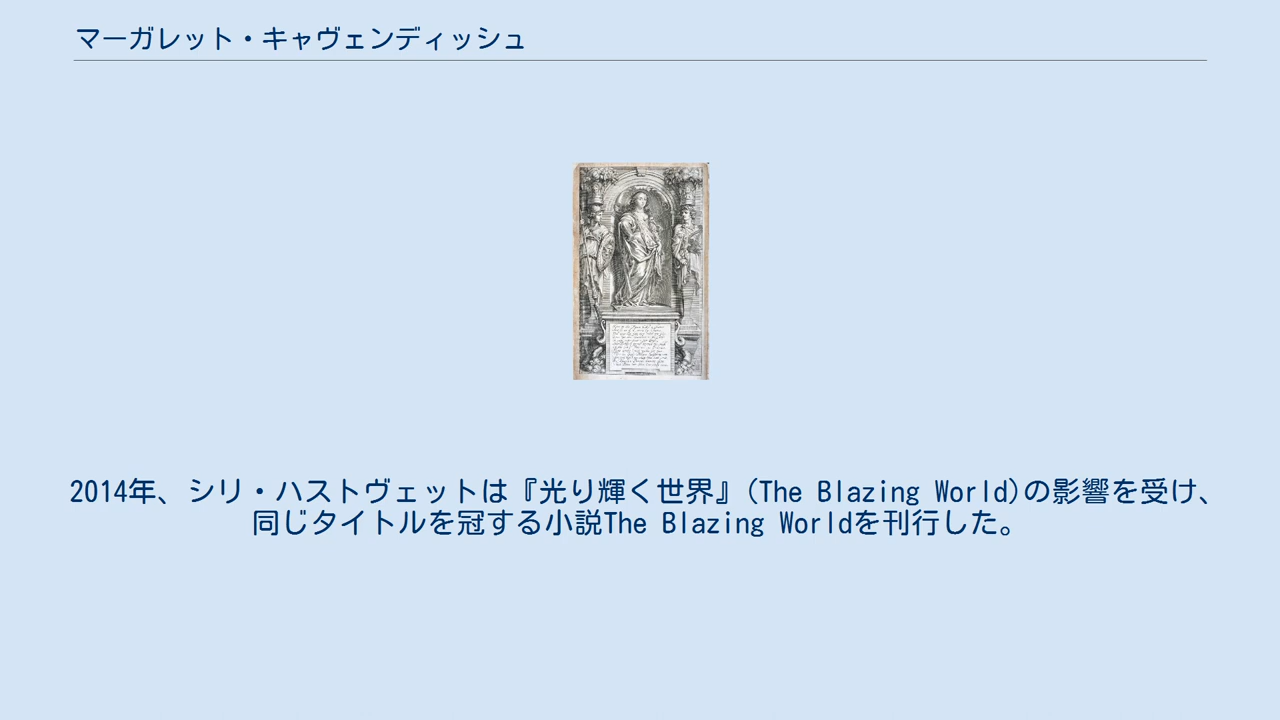 マーガレット・キャヴェンディッシュ
2014年、シリ・ハストヴェットは『光り輝く世界』(The Blazing World)の影響を受け、
同じタイトルを冠する小説The Blazing Worldを刊行した。